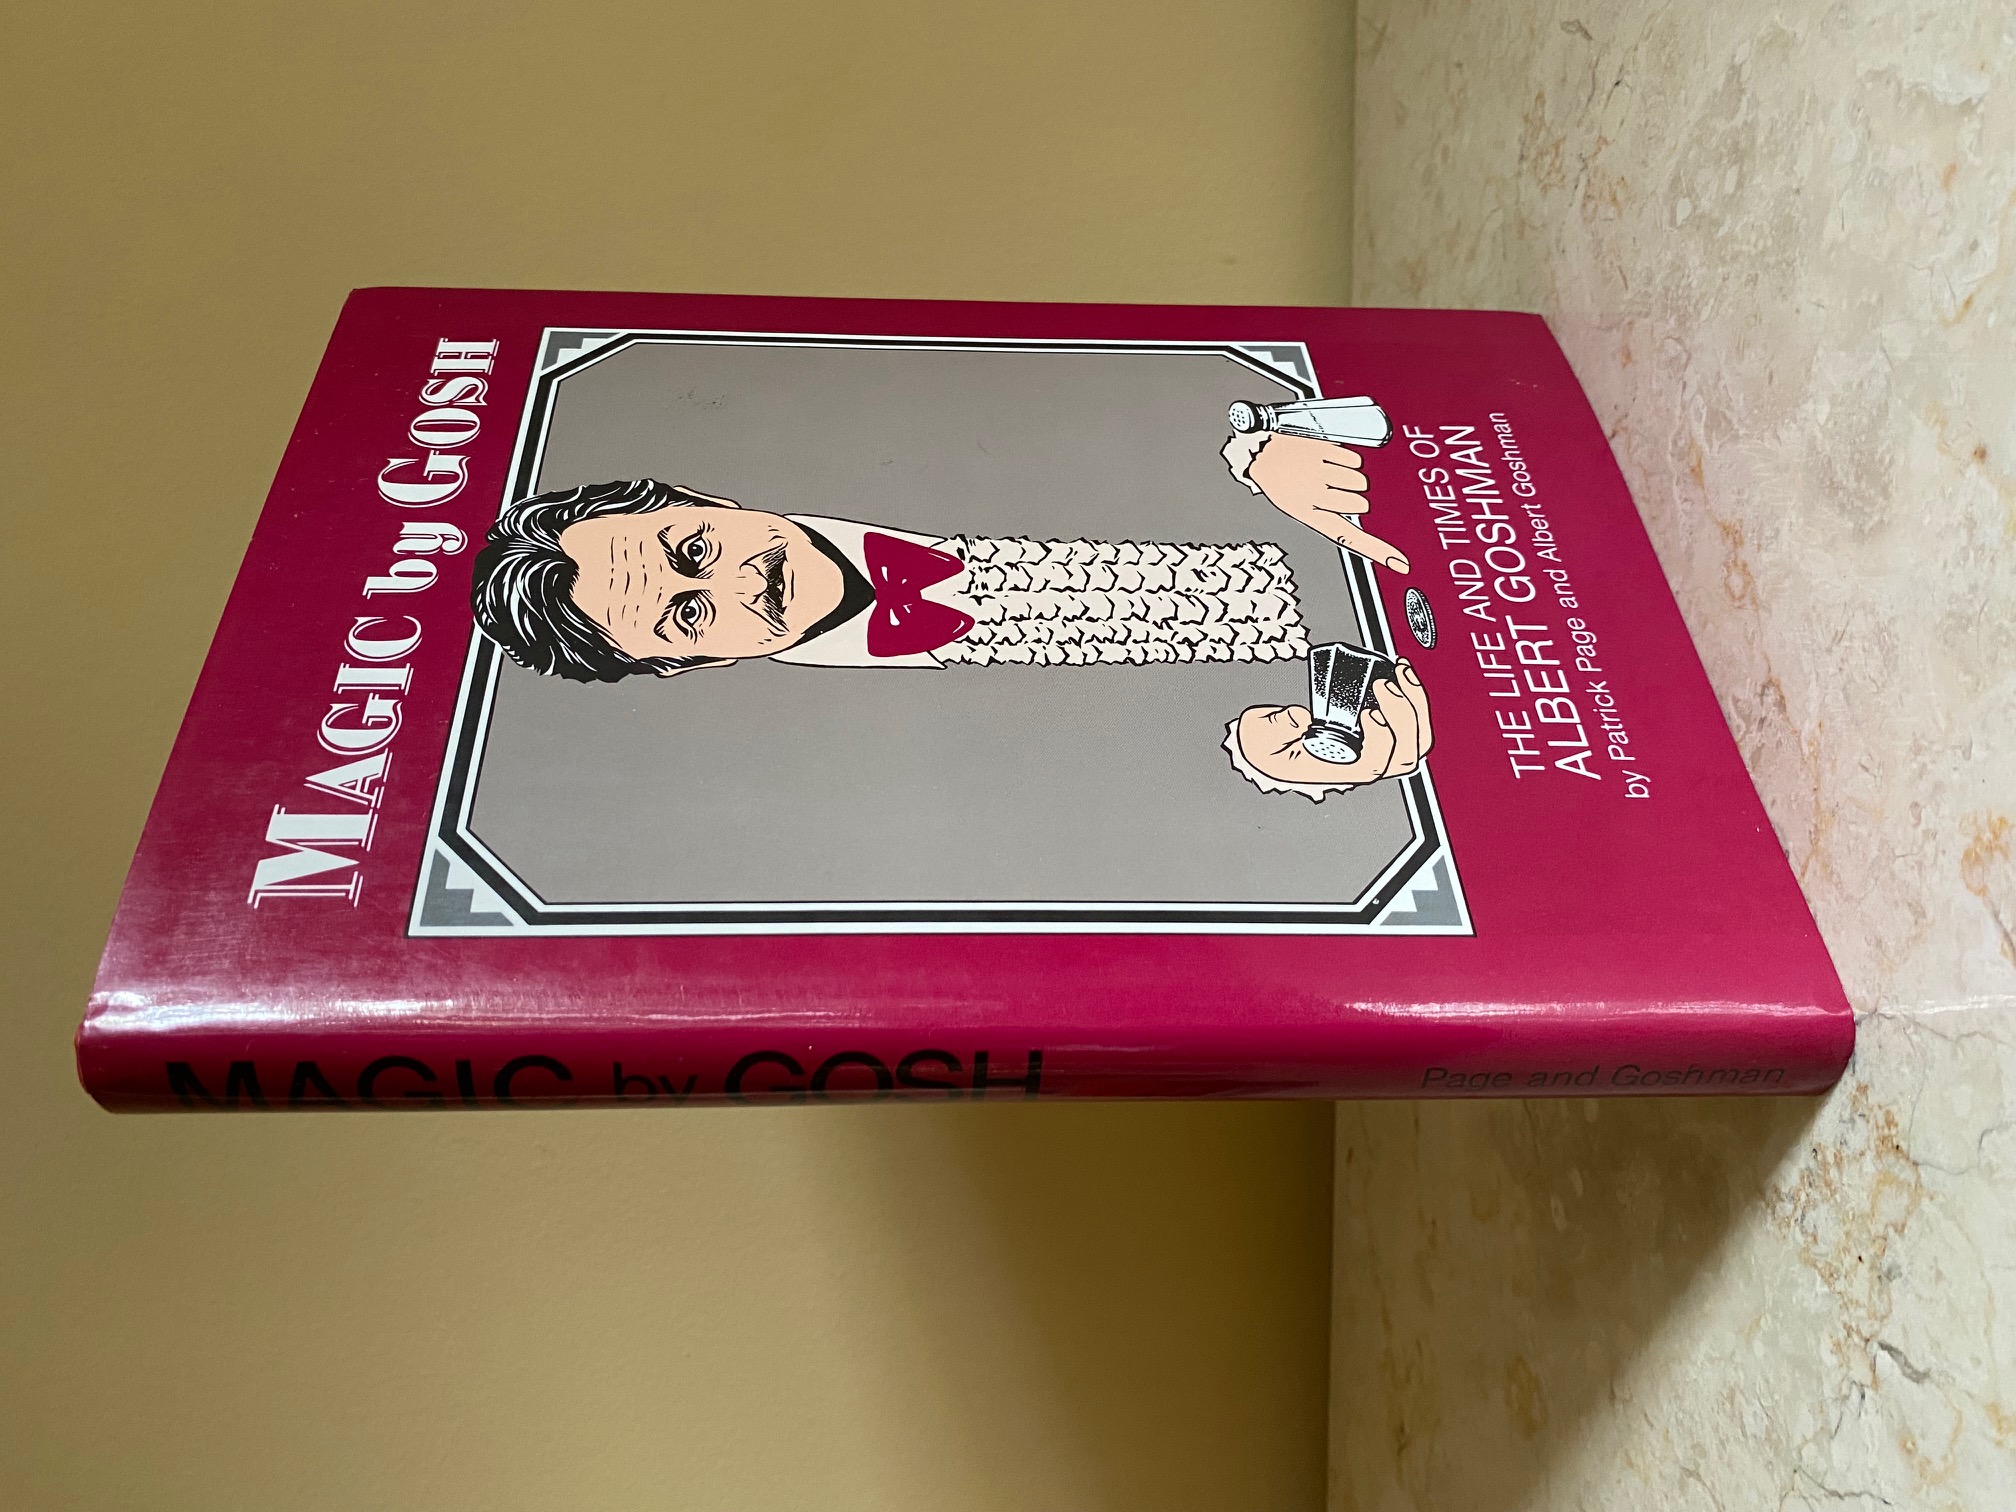 MAGIC by GOSH
THE LIFE AND TIMES OF
ALBERT GOSHMAN
by Patrick Page and Albert Goshman
MAGIC by GOSH
Page and Goshman